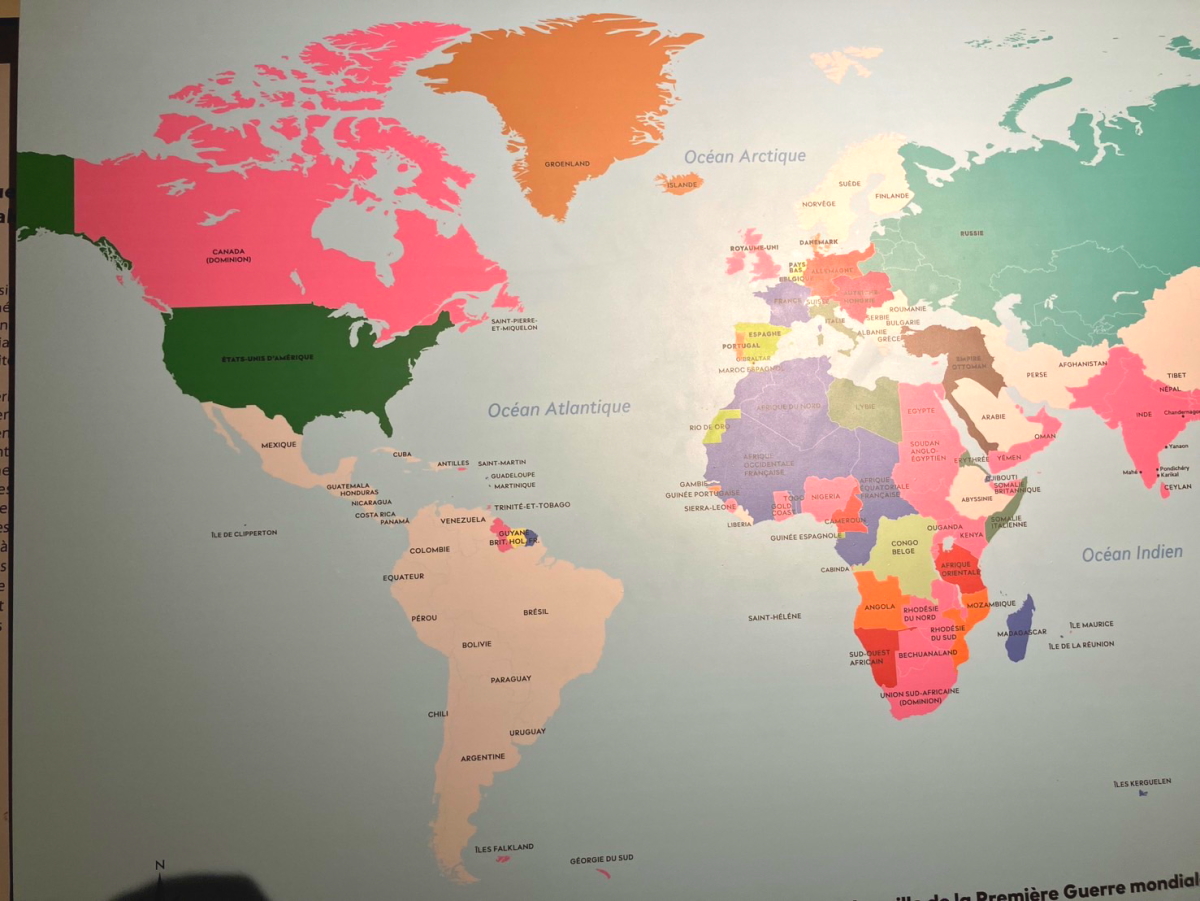 Océan Arctique
GROENLAND
ISLANDE
SUÈDE
NORVÈGE
FINLANDE
RUSSIE
CANADA
(DOMINION)
ROYAUME-UNI
DANEMARK
PAYS
BAS
ALLEMAGNE
BELGIQUE
FRANCE
SUISSE
ROUMANIE
SERBIE
BULGARIE
ITALIE
ALBANIE
GRÈCE
SAINT-PIERRE-
ET-MIQUELON
ESPAGNE
PORTUGAL
GIBRALTAR
MAROC ESPAGNOL
EMPIRE
OTTOMAN
PERSE
AFGHANISTAN
TIBET
NÉPAL
ÉTATS-UNIS D'AMÉRIQUE
Océan Atlantique
AFRIQUE DU NORD
LYBIE
EGYPTE
ARABIE
INDE
Chandernagor
RIO DE ORO
MEXIQUE
CUBA
ANTILLES
SAINT-MARTIN
GUADELOUPE
MARTINIQUE
GUATEMALA
HONDURAS
NICARAGUA
COSTA RICA
PANAMÁ
TRINITÉ-ET-TOBAGO
OMAN
YÉMEN
Yanaon
Mahé
Pondichéry
Karikal
CEYLAN
SOUDAN
ANGLO-
ÉGYPTIEN
ERYTHRÉE
DJIBOUTI
SOMALIE
BRITANNIQUE
AFRIQUE
OCCIDENTALE
FRANÇAISE
AFRIQUE
ÉQUATORIALE
FRANÇAISE
GAMBIE
GUINÉE PORTUGAISE
SIERRA-LEONE
LIBERIA
TOGO
GOLD
COAST
NIGERIA
CAMEROUN
GUINÉE ESPAGNOLE
ABYSSINIE
SOMALIE
ITALIENNE
OUGANDA
KENYA
ÎLE DE CLIPPERTON
VENEZUELA
GUYANE
BRIT.
HOL.
FR.
COLOMBIE
EQUATEUR
PÉROU
BRÉSIL
BOLIVIE
PARAGUAY
CHILI
URUGUAY
ARGENTINE
CONGO
BELGE
CABINDA
AFRIQUE
ORIENTALE
Océan Indien
SAINT-HÉLÈNE
ANGOLA
RHODÉSIE
DU NORD
MOZAMBIQUE
RHODÉSIE
DU SUD
MADAGASCAR
ÎLE MAURICE
ÎLE DE LA RÉUNION
SUD-OUEST
AFRICAIN
BECHUANALAND
UNION SUD-AFRICAINE
(DOMINION)
ÎLES KERGUELEN
ÎLES FALKLAND
GÉORGIE DU SUD
N
de la Première Guerre mondial